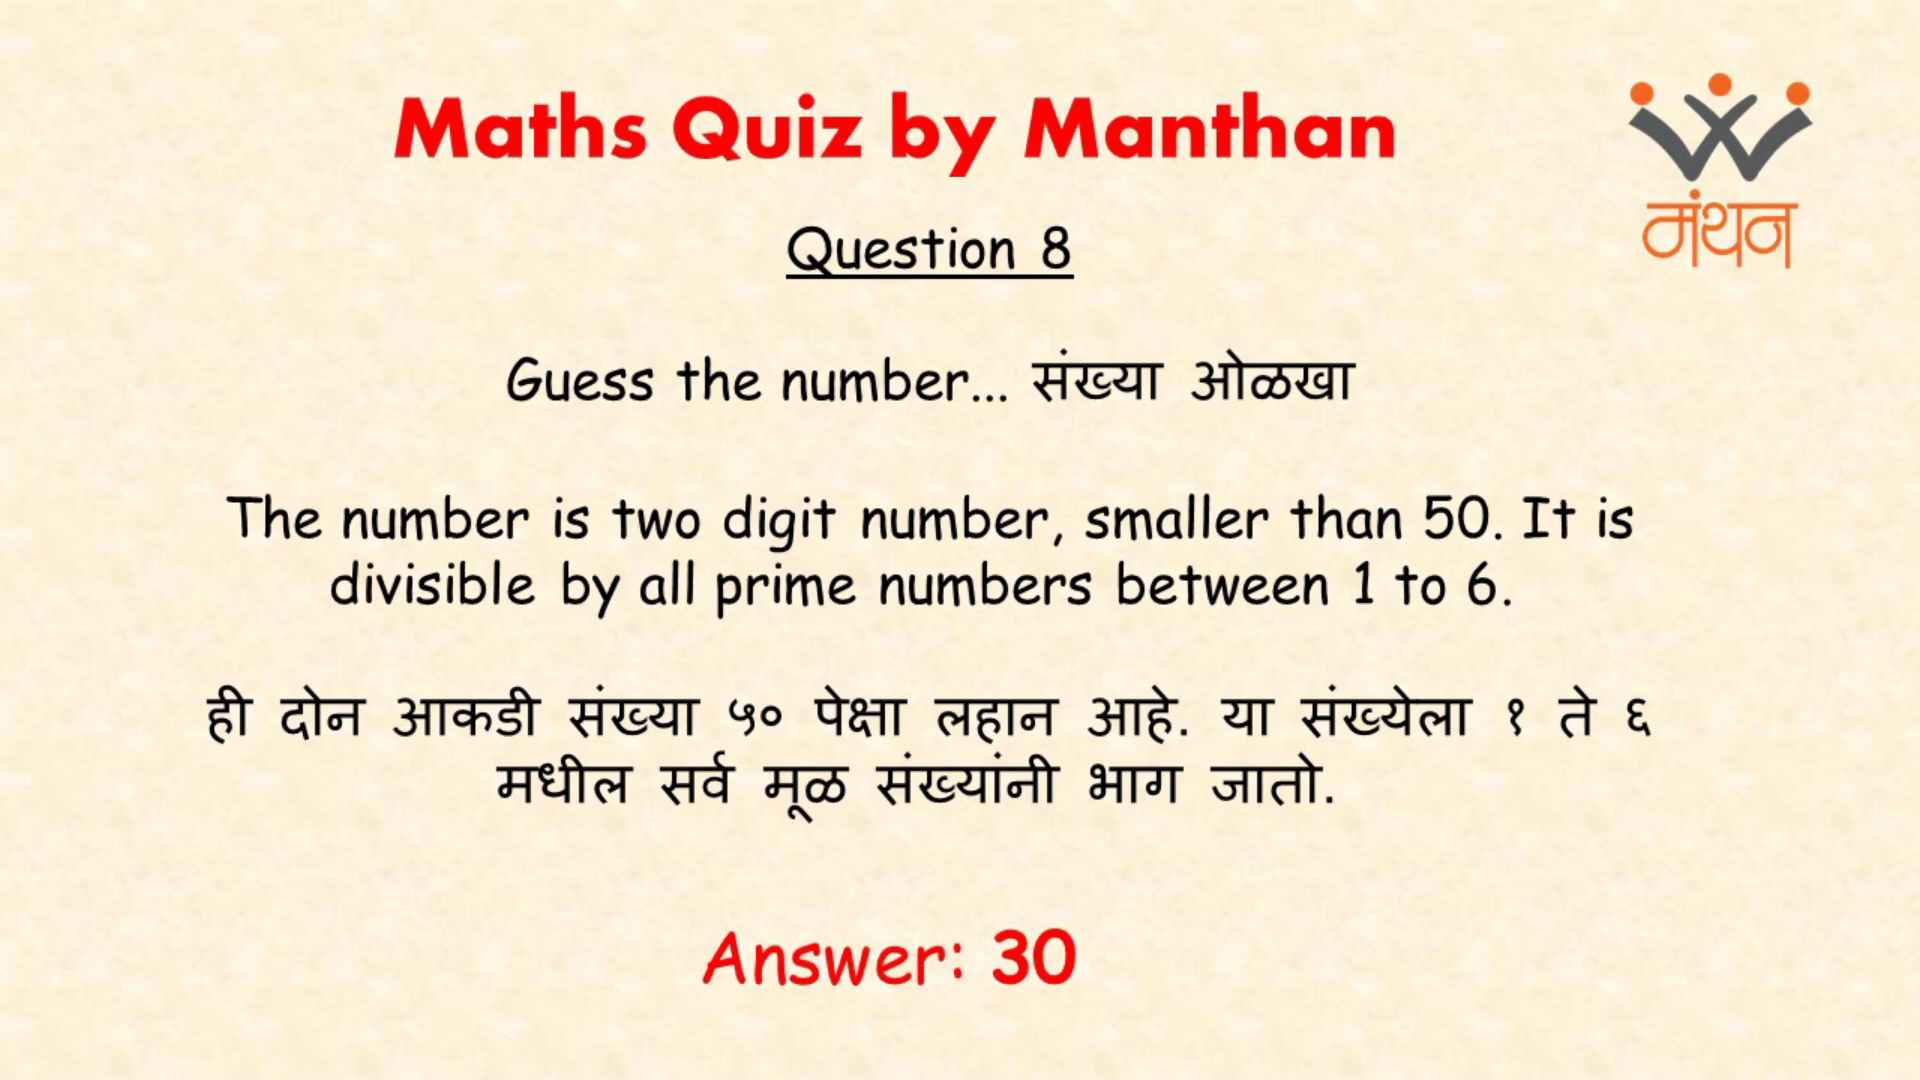 Maths Quiz by Manthan
मंथन
Question 8
Guess the number... संख्या ओळखा
The number is two digit number, smaller than 50. It is
divisible by all prime numbers between 1 to 6.
ही दोन आकडी संख्या ५० पेक्षा लहान आहे. या संख्येला १ ते ६
मधील सर्व मूळ संख्यांनी भाग जातो.
Answer: 30